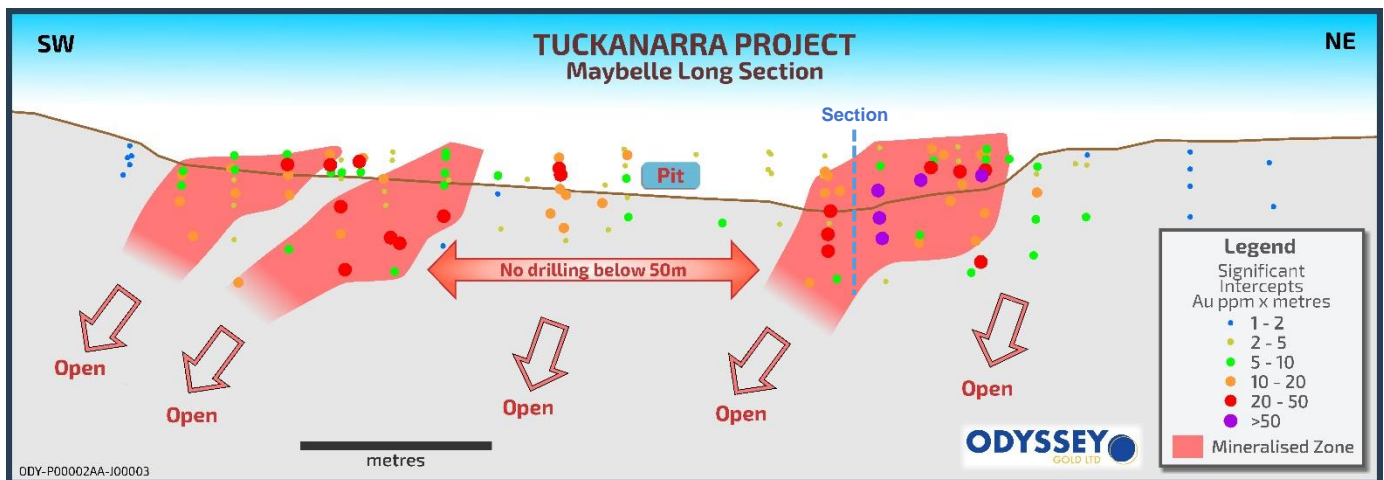 SW
TUCKANARRA PROJECT
NE
Maybelle Long Section
Section
Pit
No drilling below 50m
Open
Open
Open
Open
Open
metres
ODY-P00002AA-J00003
ODYSSEY
GOLD LTD
Legend
Significant
Intercepts
Au ppm x metres
1 - 2
2 - 5
5 - 10
10 - 20
20 - 50
>50
Mineralised Zone